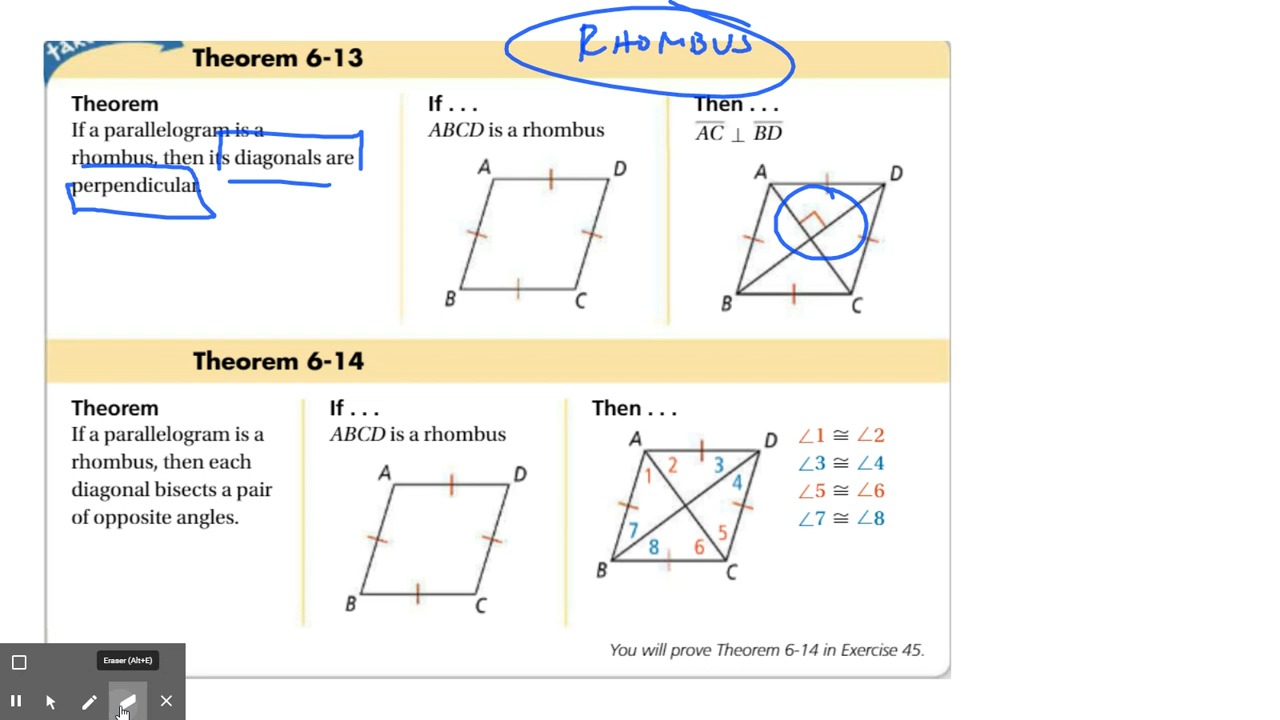 RHOMBUS
Theorem 6-13
Theorem
If a parallelogram is a
rhombus, then its diagonals are
perpendicular.
If . . .
ABCD is a rhombus
A
D
B
C
Then . . .
AC ⊥ BD
A
D
B
C
Theorem 6-14
Theorem
If a parallelogram is a
rhombus, then each
diagonal bisects a pair
of opposite angles.
If . . .
ABCD is a rhombus
A
D
B
C
Then . . .
A
D
1 2 3 4
7 8 6 5
B
C
∠1 ≅ ∠2
∠3 ≅ ∠4
∠5 ≅ ∠6
∠7 ≅ ∠8
You will prove Theorem 6-14 in Exercise 45.
Eraser (Alt+E)